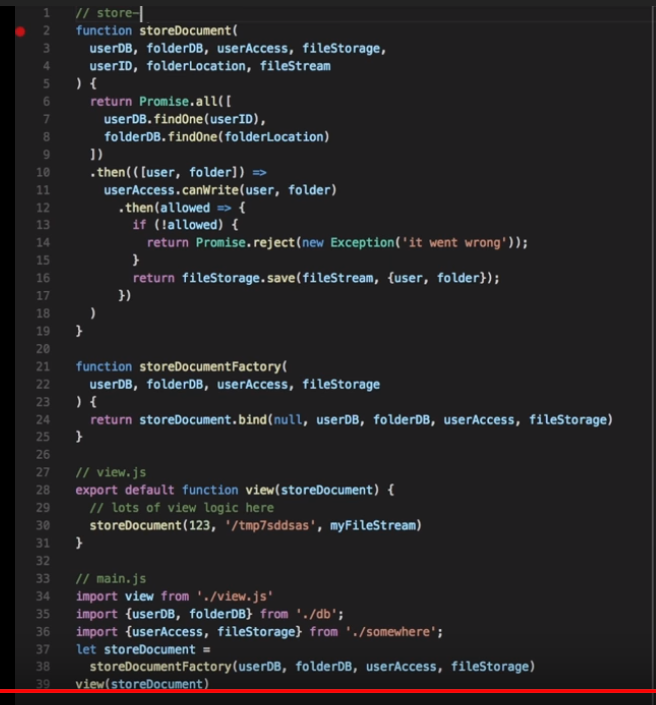 1 // store-
2 function storeDocument(
3 userDB, folderDB, userAccess, fileStorage,
4 userID, folderLocation, fileStream
5 ) {
6 return Promise.all([
7 userDB.findOne(userID),
8 folderDB.findOne(folderLocation)
9 ])
10 .then(([user, folder]) =>
11 userAccess.canWrite(user, folder)
12 .then(allowed => {
13 if (!allowed) {
14 return Promise.reject(new Exception('it went wrong'));
15 }
16 return fileStorage.save(fileStream, {user, folder});
17 })
18 )
19 }
20
21 function storeDocumentFactory(
22 userDB, folderDB, userAccess, fileStorage
23 ) {
24 return storeDocument.bind(null, userDB, folderDB, userAccess, fileStorage)
25 }
26
27 // view.js
28 export default function view(storeDocument) {
29 // lots of view logic here
30 storeDocument(123, '/tmp7sddsas', myFileStream)
31 }
32
33 // main.js
34 import view from './view.js'
35 import {userDB, folderDB} from './db';
36 import {userAccess, fileStorage} from './somewhere';
37 let storeDocument =
38 storeDocumentFactory(userDB, folderDB, userAccess, fileStorage)
39 view(storeDocument)